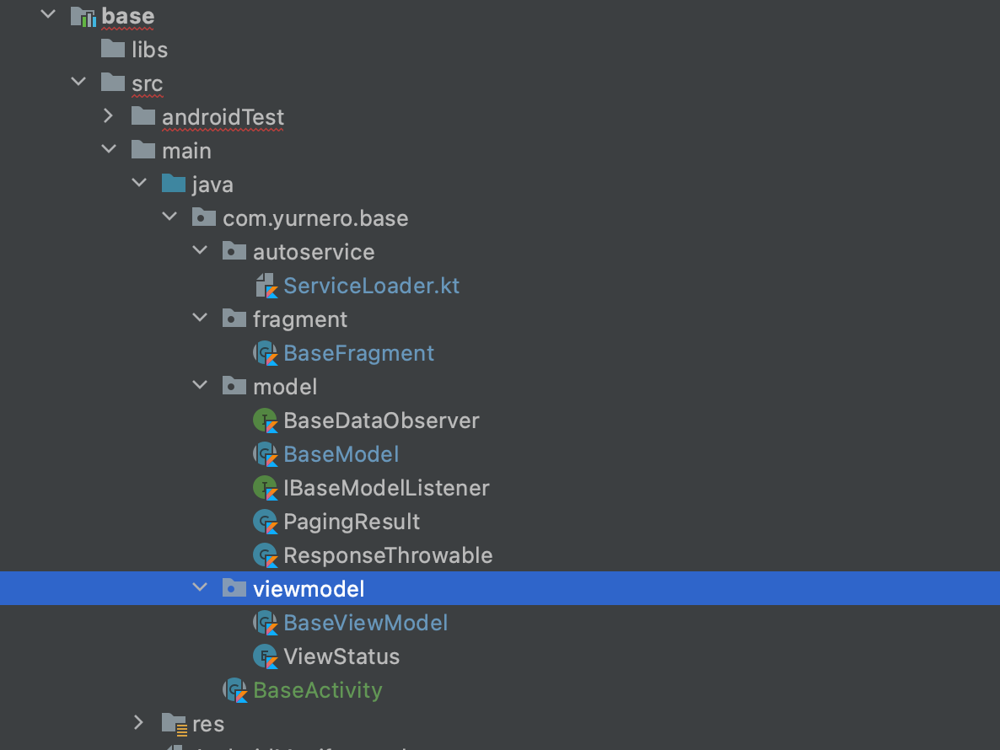 base
libs
src
androidTest
main
java
com.yurnero.base
autoservice
ServiceLoader.kt
fragment
BaseFragment
model
BaseDataObserver
BaseModel
IBaseModelListener
PagingResult
ResponseThrowable
viewmodel
BaseViewModel
ViewStatus
BaseActivity
res